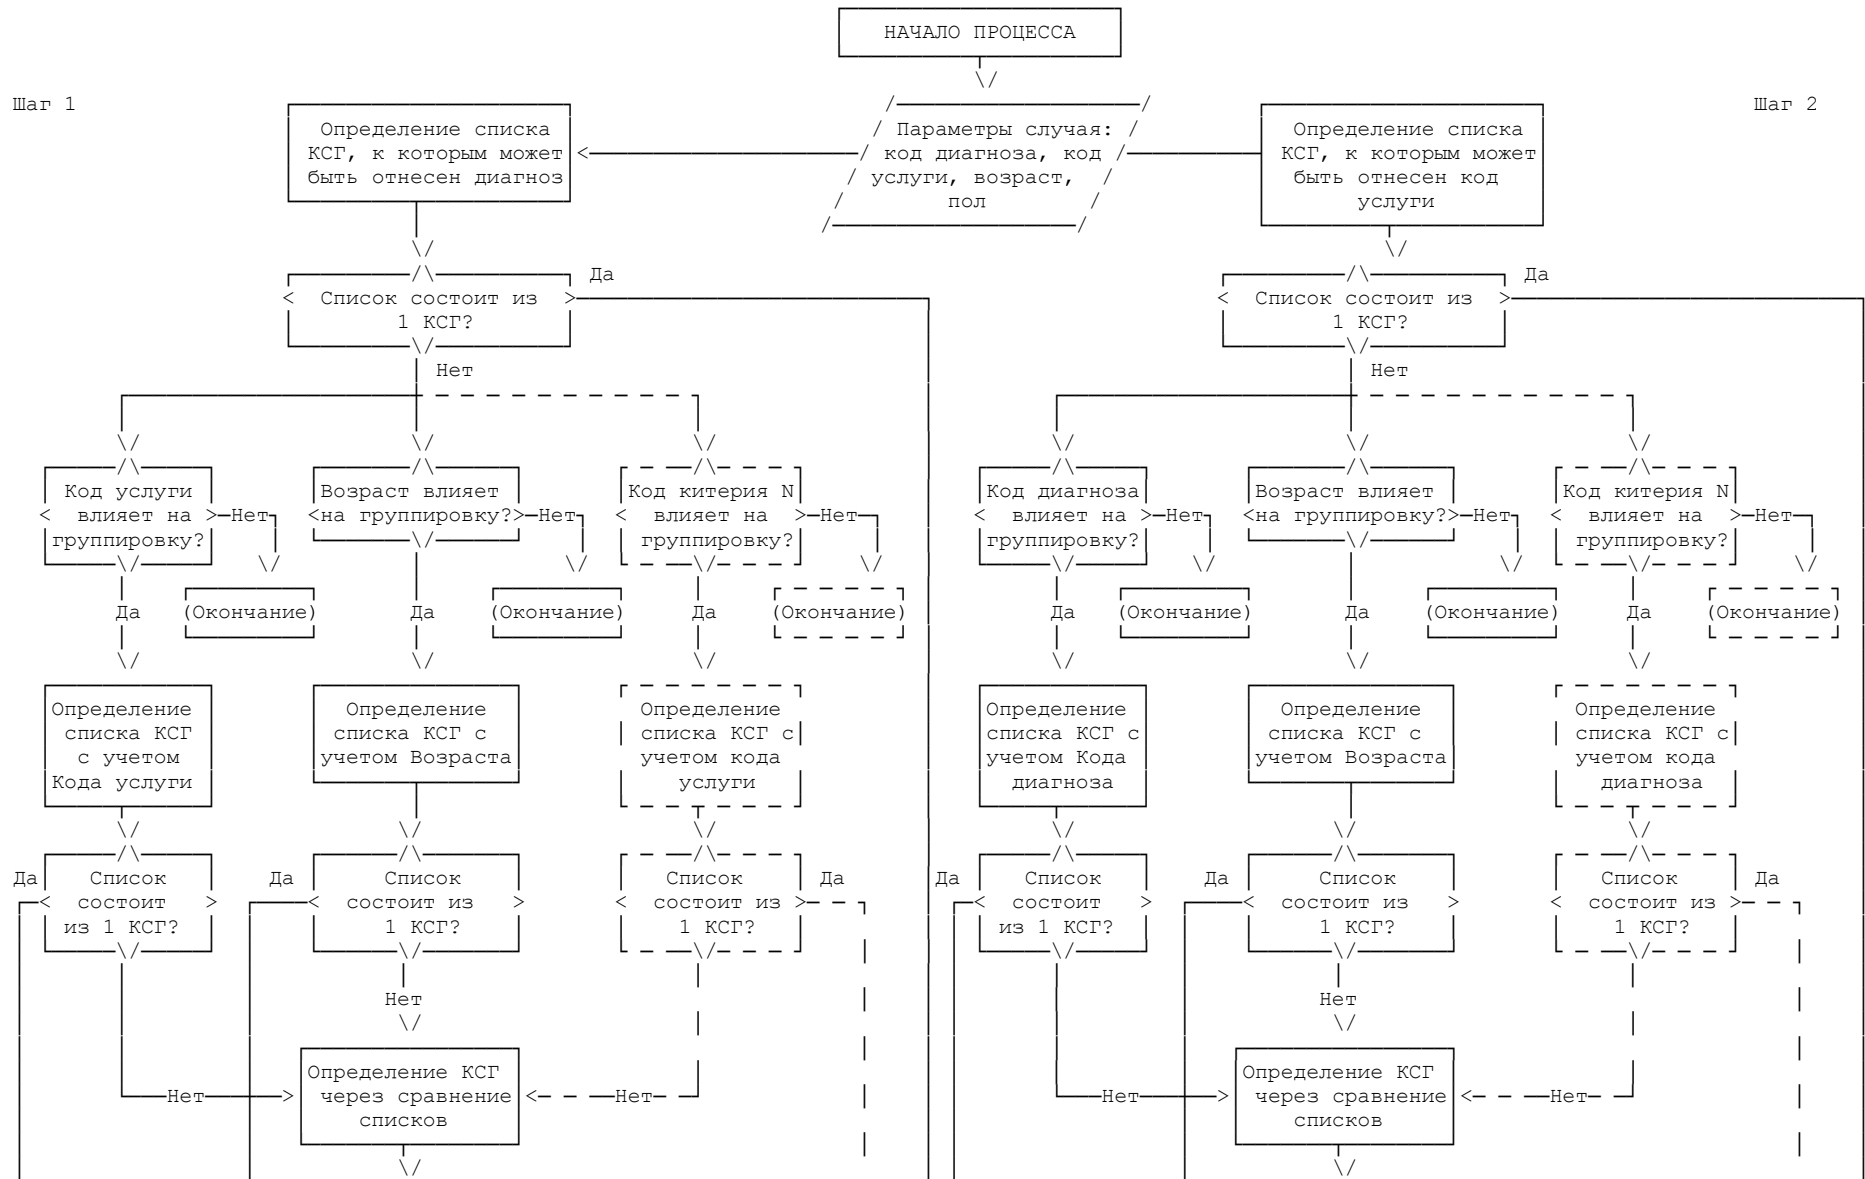 НАЧАЛО ПРОЦЕССА
Шаг 1
Шаг 2
Определение списка
КСГ, к которым может
быть отнесен диагноз
Параметры случая:
код диагноза, код
услуги, возраст,
пол
Определение списка
КСГ, к которым может
быть отнесен код
услуги
Да
Список состоит из
1 КСГ?
Нет
Да
Список состоит из
1 КСГ?
Нет
Код услуги
влияет на
группировку?
Нет
Возраст влияет
на группировку?
Нет
Код китерия N
влияет на
группировку?
Нет
Код диагноза
влияет на
группировку?
Нет
Возраст влияет
на группировку?
Нет
Код китерия N
влияет на
группировку?
Нет
Да
(Окончание)
Да
(Окончание)
Да
(Окончание)
Да
(Окончание)
Да
(Окончание)
Да
(Окончание)
Определение
списка КСГ
с учетом
Кода услуги
Определение
списка КСГ с
учетом Возраста
Определение
списка КСГ с
учетом кода
услуги
Определение
списка КСГ с
учетом Кода
диагноза
Определение
списка КСГ с
учетом Возраста
Определение
списка КСГ с
учетом кода
диагноза
Да
Список
состоит
из 1 КСГ?
Да
Список
состоит из
1 КСГ?
Список
состоит из
1 КСГ?
Да
Да
Список
состоит
из 1 КСГ?
Да
Список
состоит из
1 КСГ?
Список
состоит из
1 КСГ?
Да
Нет
Нет
Нет
Определение КСГ
через сравнение
списков
Нет
Нет
Определение КСГ
через сравнение
списков
Нет